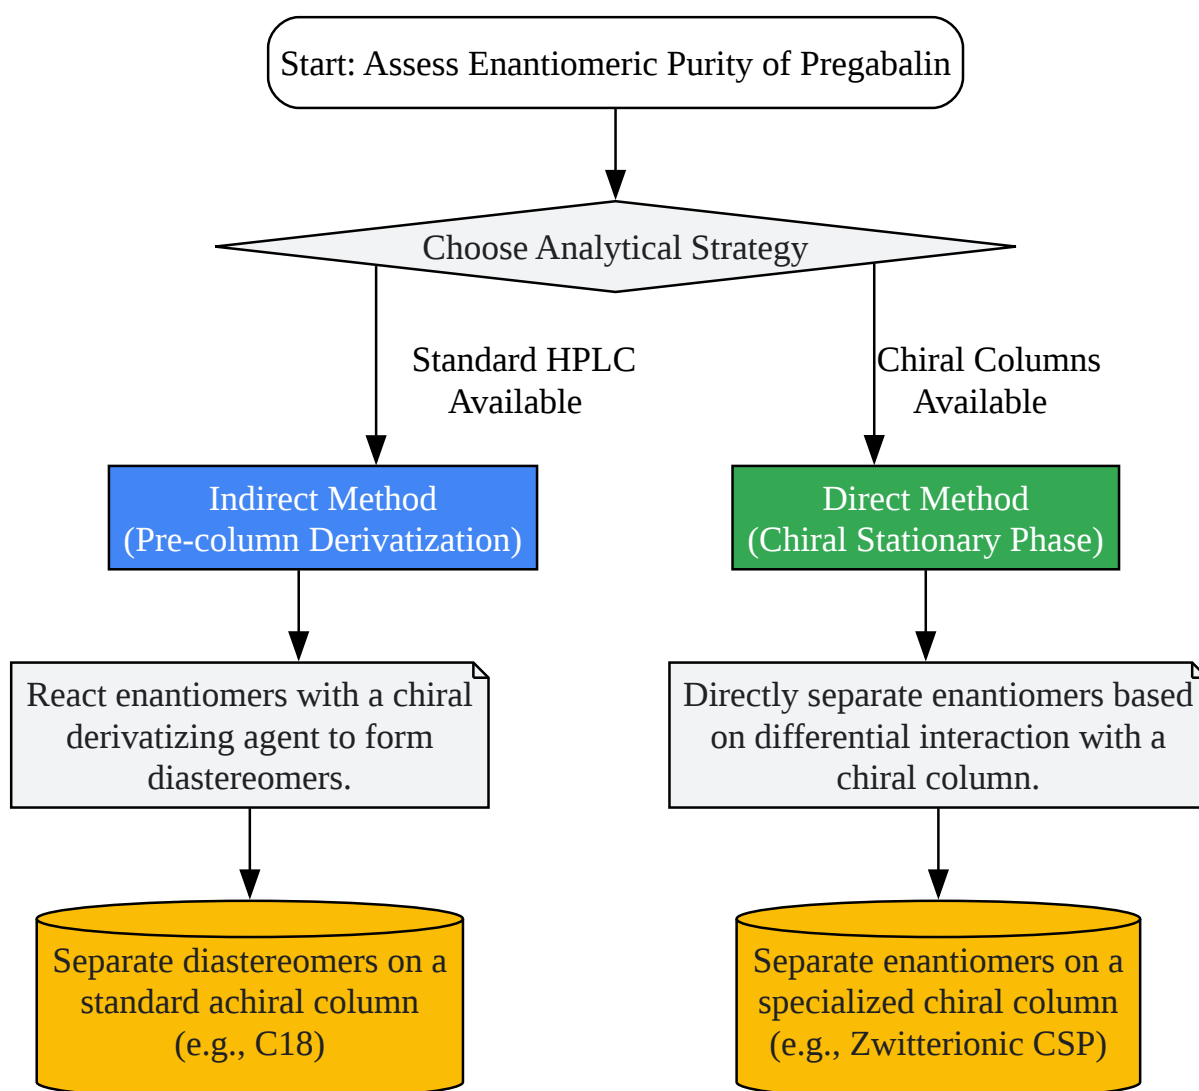 Start: Assess Enantiomeric Purity of Pregabalin
Choose Analytical Strategy
Standard HPLC
Available
Chiral Columns
Available
Indirect Method
(Pre-column Derivatization)
Direct Method
(Chiral Stationary Phase)
React enantiomers with a chiral
derivatizing agent to form
diastereomers.
Directly separate enantiomers based
on differential interaction with a
chiral column.
Separate diastereomers on a
standard achiral column
(e.g., C18)
Separate enantiomers on a
specialized chiral column
(e.g., Zwitterionic CSP)